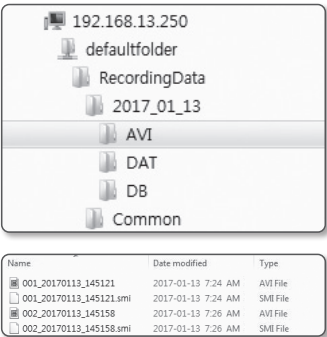 192.168.13.250
defaultfolder
RecordingData
2017_01_13
AVI
DAT
DB
Common
Name Date modified Type
001_20170113_145121 2017-01-13 7:24 AM AVI File
001_20170113_145121.smi 2017-01-13 7:24 AM SMI File
002_20170113_145158 2017-01-13 7:26 AM AVI File
002_20170113_145158.smi 2017-01-13 7:26 AM SMI File